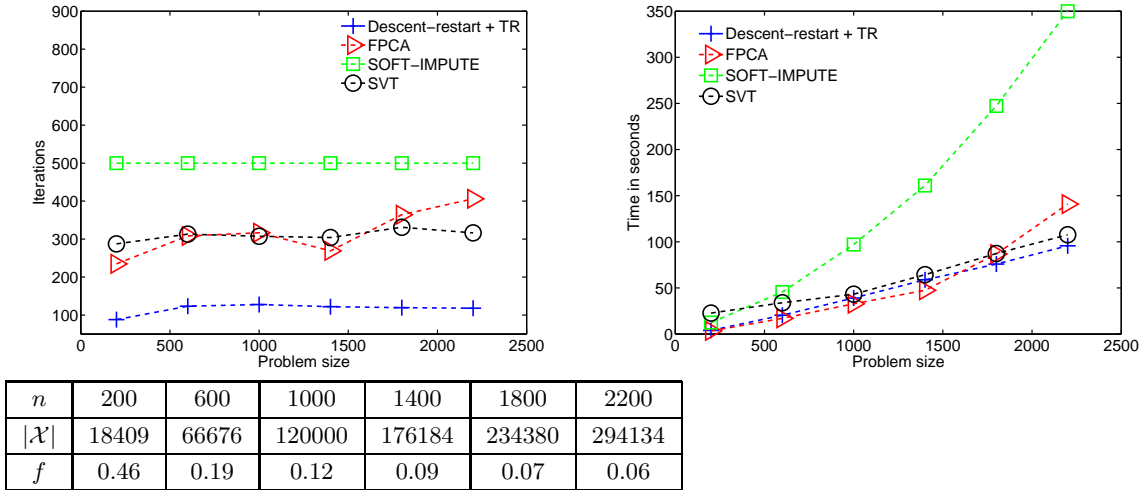 900
800
700
600
500
400
300
200
100
Iterations
0
500
1000
1500
2000
2500
Problem size
Descent−restart + TR
FPCA
SOFT−IMPUTE
SVT
350
300
250
200
150
100
50
0
Time in seconds
0
500
1000
1500
2000
2500
Problem size
Descent−restart + TR
FPCA
SOFT−IMPUTE
SVT
n 200 600 1000 1400 1800 2200
|𝒳| 18409 66676 120000 176184 234380 294134
f 0.46 0.19 0.12 0.09 0.07 0.06